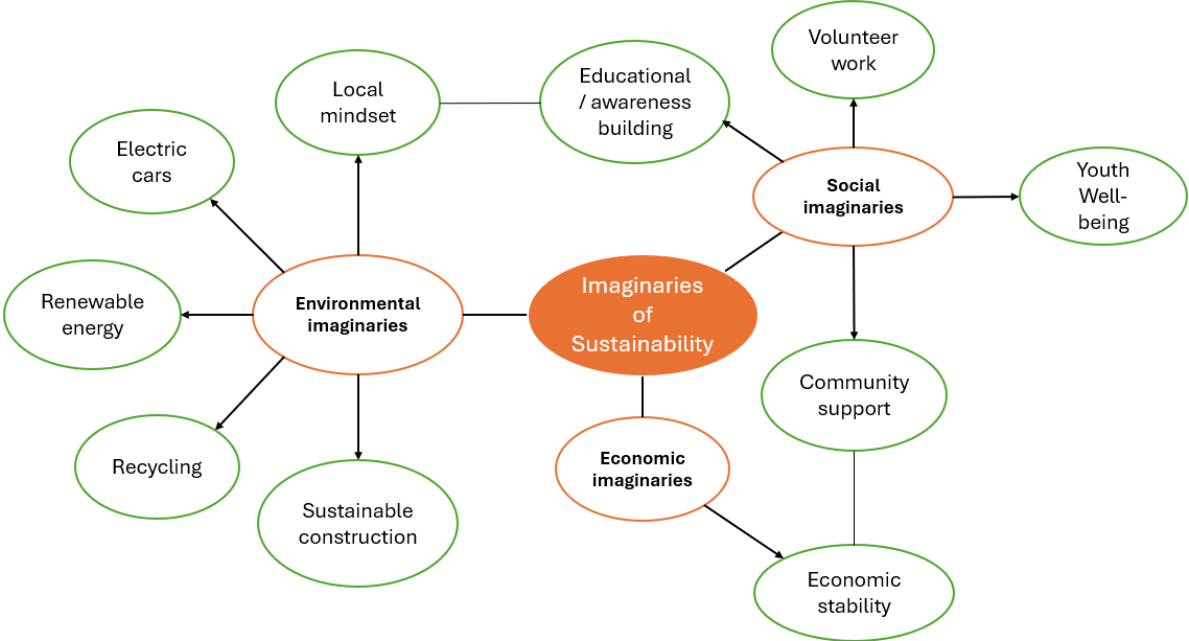 Volunteer
work
Educational
/ awareness
building
Local
mindset
Electric
cars
Social
imaginaries
Youth
Well-
being
Imaginaries
of
Sustainability
Environmental
imaginaries
Renewable
energy
Community
support
Economic
imaginaries
Recycling
Sustainable
construction
Economic
stability